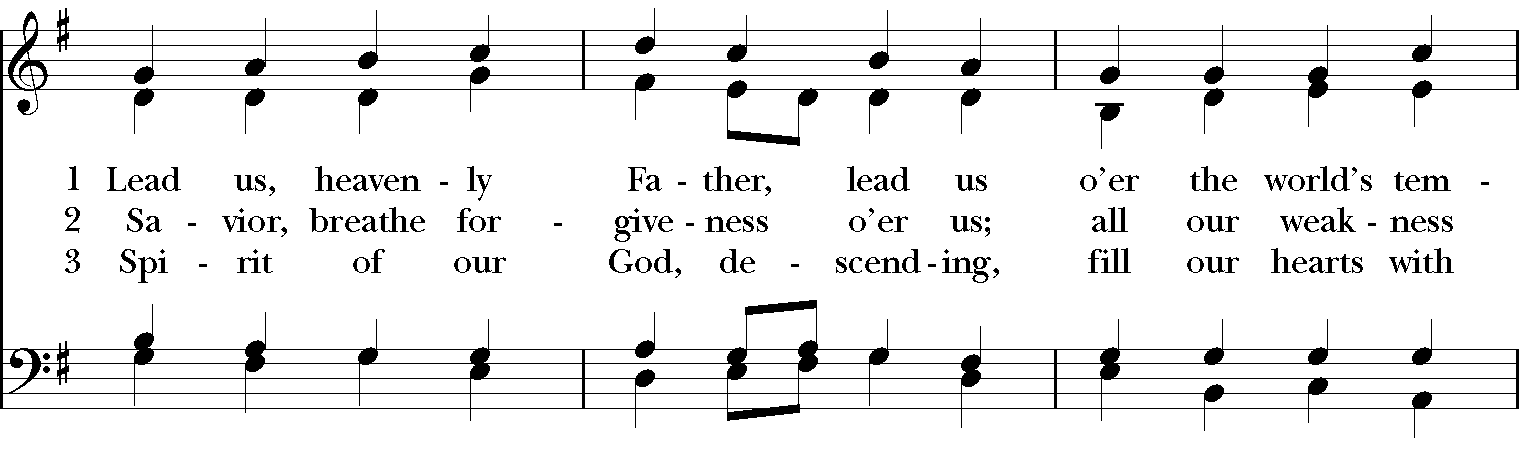 1 Lead us, heaven - ly Fa - ther, lead us o’er the world’s tem -
2 Sa - vior, breathe for - give - ness o’er us; all our weak - ness
3 Spi - rit of our God, de - scend - ing, fill our hearts with